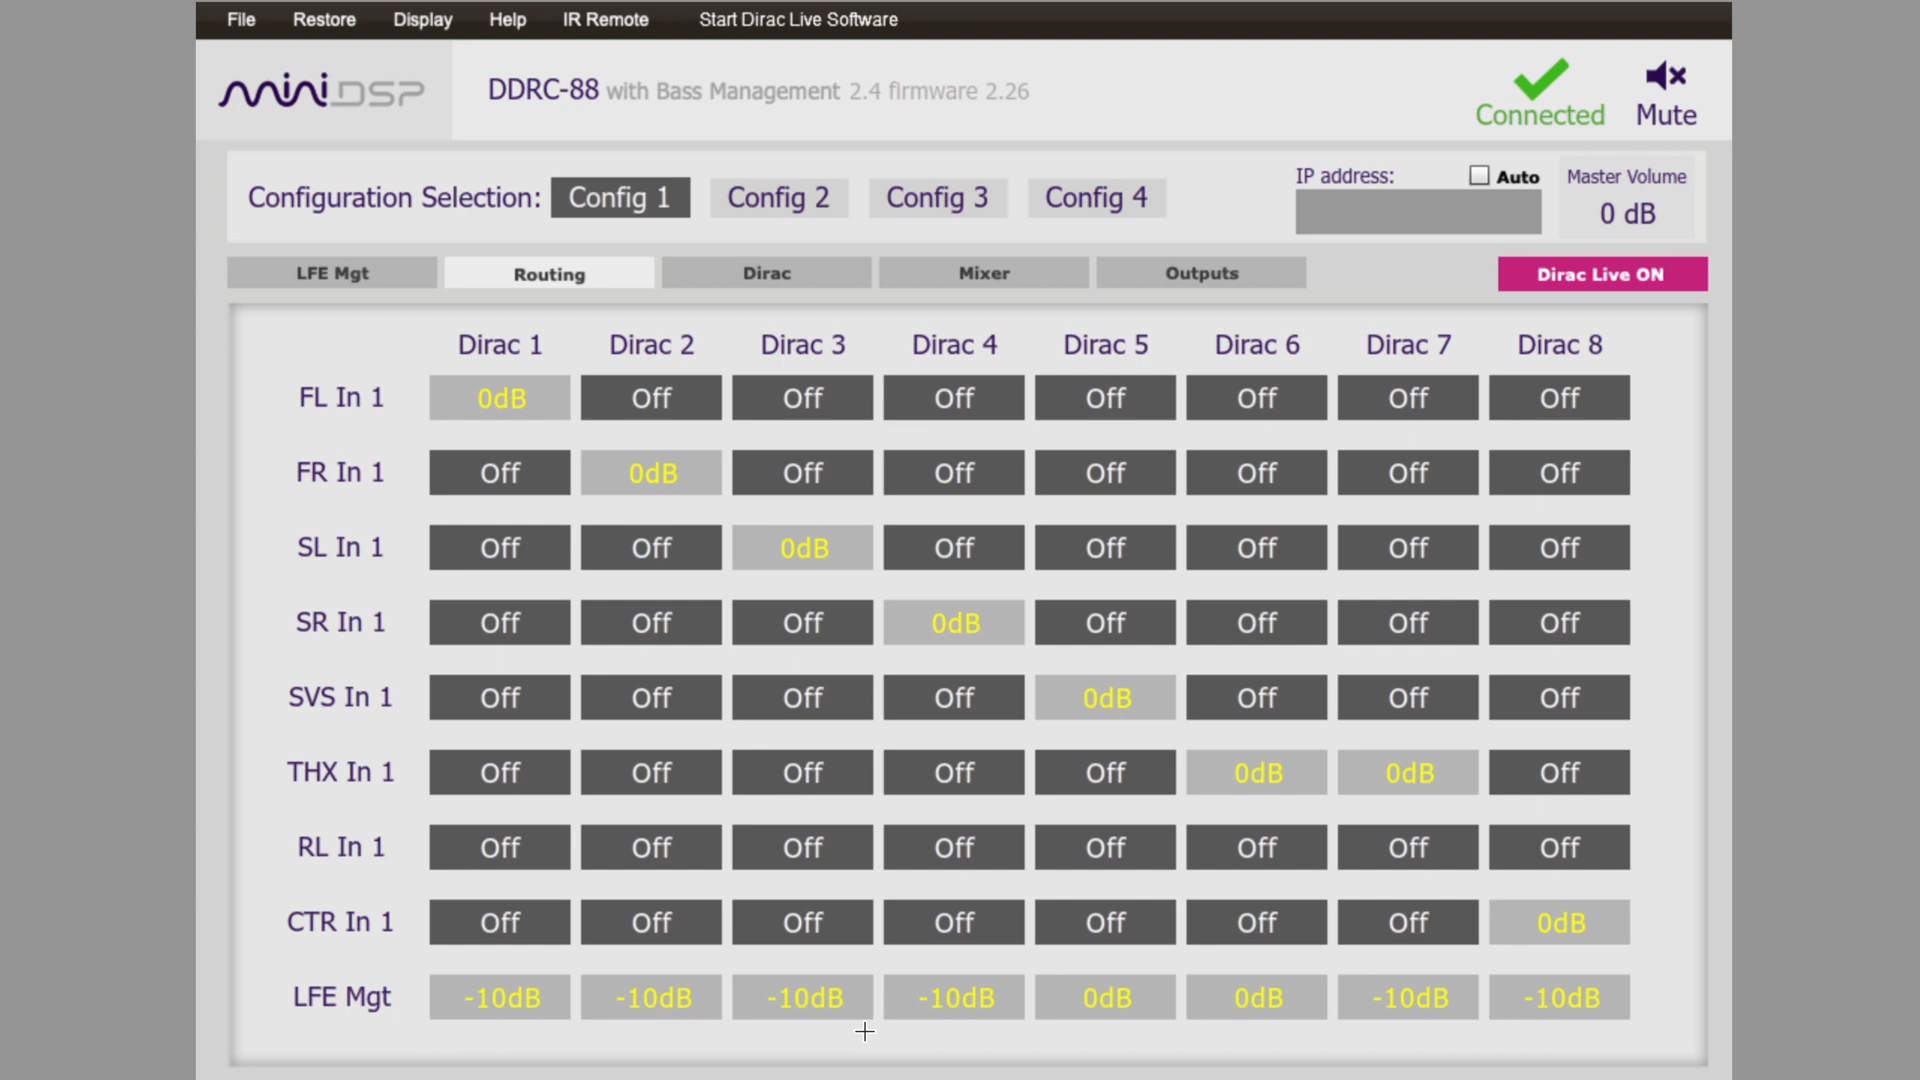 File Restore Display Help IR Remote Start Dirac Live Software
miniDSP DDRC-88 with Bass Management 2.4 firmware 2.26 Connected Mute
Configuration Selection: Config 1 Config 2 Config 3 Config 4 IP address: Auto Master Volume
0 dB
LFE Mgt Routing Dirac Mixer Outputs Dirac Live ON
Dirac 1 Dirac 2 Dirac 3 Dirac 4 Dirac 5 Dirac 6 Dirac 7 Dirac 8
FL In 1 0dB Off Off Off Off Off Off Off
FR In 1 Off 0dB Off Off Off Off Off Off
SL In 1 Off Off 0dB Off Off Off Off Off
SR In 1 Off Off Off 0dB Off Off Off Off
SVS In 1 Off Off Off Off 0dB Off Off Off
THX In 1 Off Off Off Off Off 0dB 0dB Off
RL In 1 Off Off Off Off Off Off Off Off
CTR In 1 Off Off Off Off Off Off Off 0dB
LFE Mgt -10dB -10dB -10dB -10dB 0dB 0dB -10dB -10dB